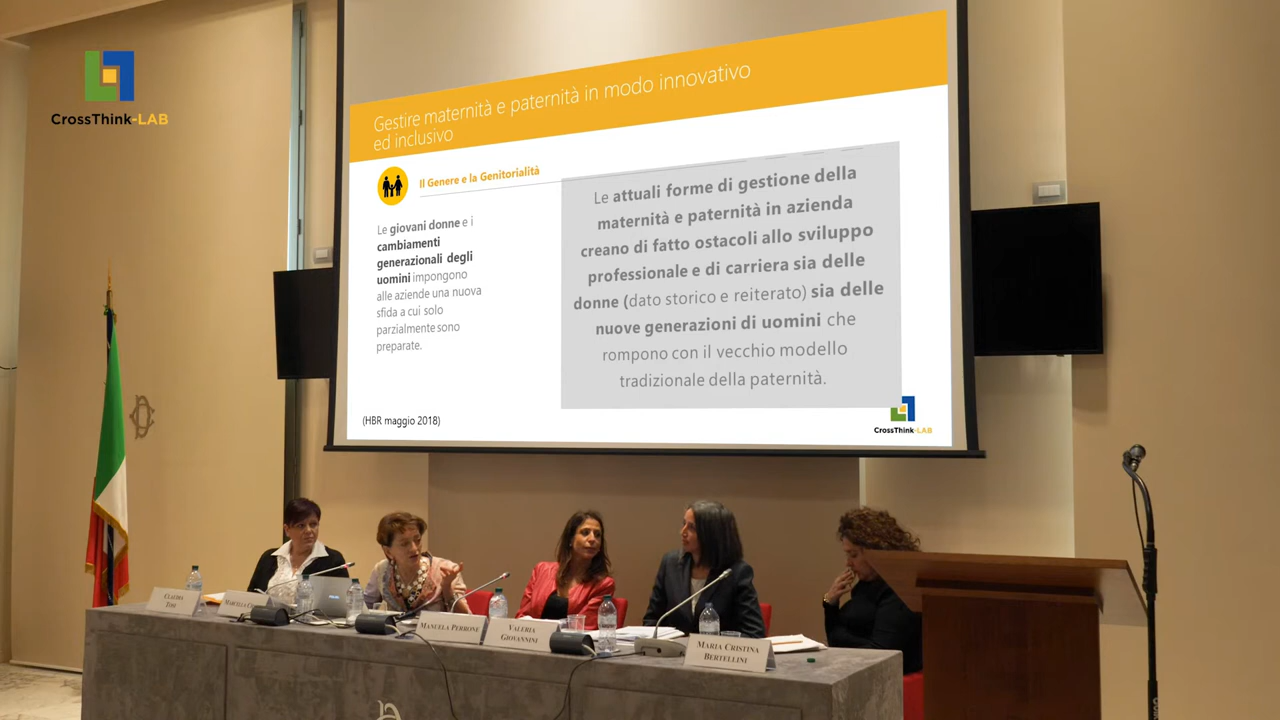 CrossThink-LAB
Gestire maternità e paternità in modo innovativo
ed inclusivo
Il Genere e la Genitorialità
Le giovani donne e i
cambiamenti
generazionali degli
uomini impongono
alle aziende una nuova
sfida a cui solo
parzialmente sono
preparate.
(HBR maggio 2018)
Le attuali forme di gestione della
maternità e paternità in azienda
creano di fatto ostacoli allo sviluppo
professionale e di carriera sia delle
donne (dato storico e reiterato) sia delle
nuove generazioni di uomini che
rompono con il vecchio modello
tradizionale della paternità.
CrossThink-LAB
CLAUDIA
MARCELLA
MANUELA PERRONE
VALERIA
GIOVANNINI
MARIA CRISTINA
BERTELLINI